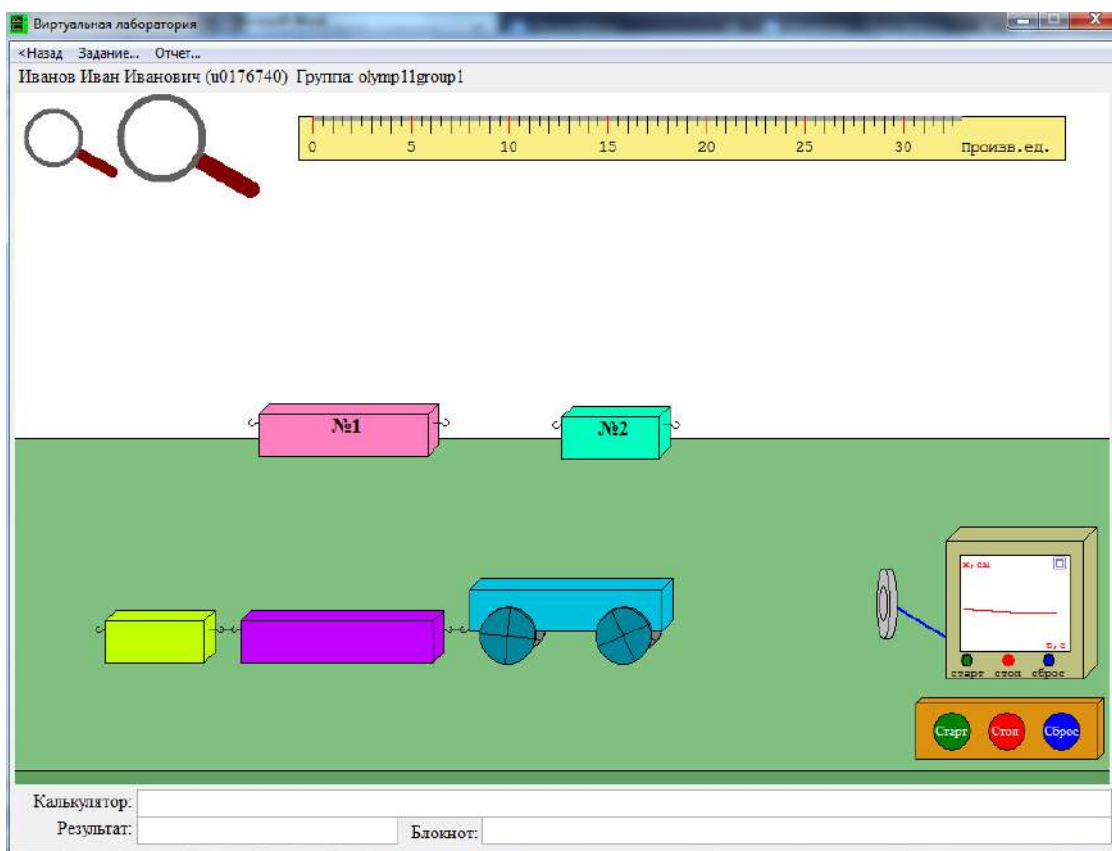 Виртуальная лаборатория
<Назад Задание... Отчет...
Иванов Иван Иванович (u0176740) Группа: olymp11group1
0 5 10 15 20 25 30 Произв.ед.
№1 №2
x, см
t, с
старт стоп сброс
Старт Стоп Сброс
Калькулятор:
Результат: Блокнот: